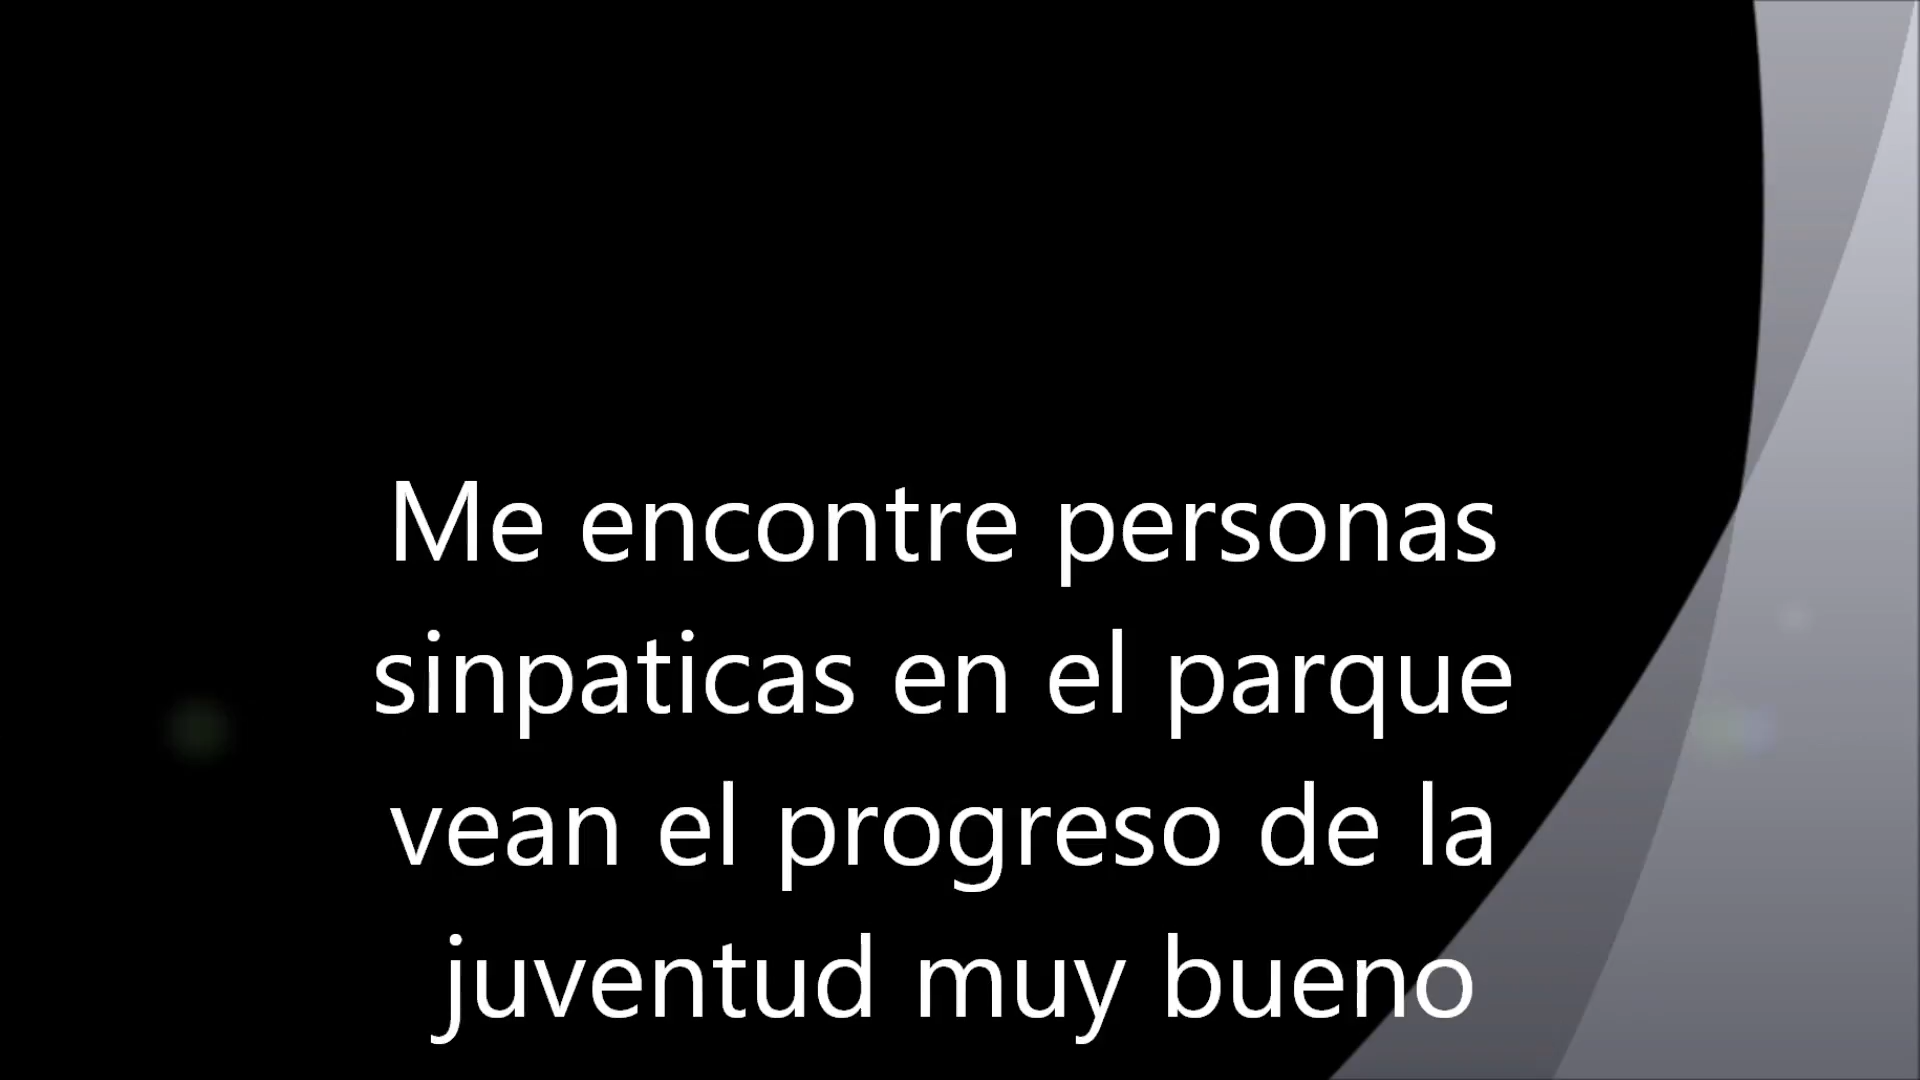 Me encontre personas
sinpaticas en el parque
vean el progreso de la
juventud muy bueno